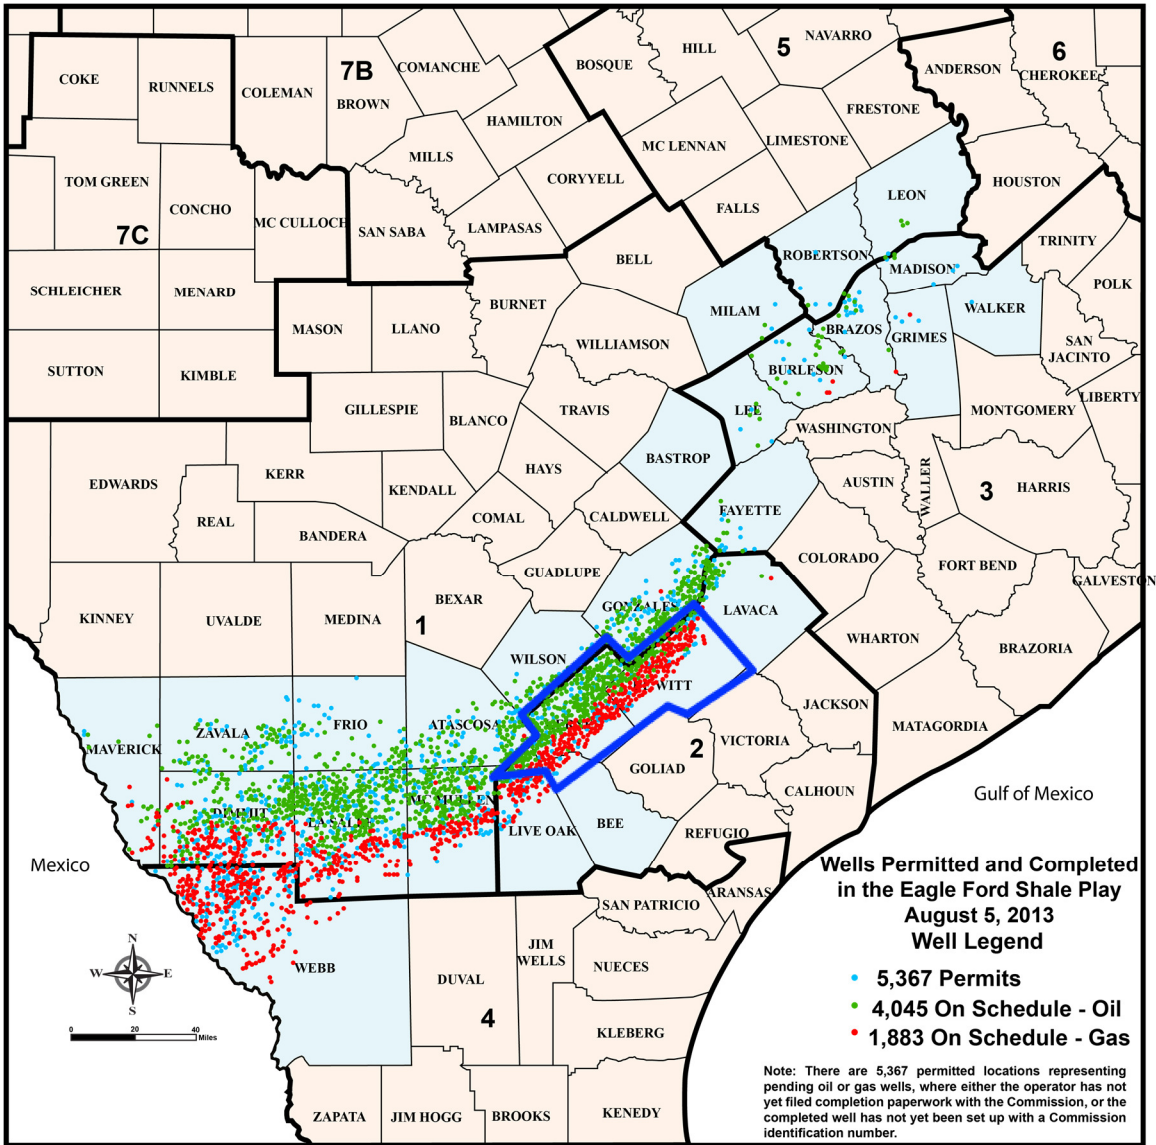 NAVARRO
HILL
5
6
COMANCHE
7B
BOSQUE
ANDERSON
CHEROKEE
COKE
RUNNELS
COLEMAN
BROWN
FRESTONE
HAMILTON
LIMESTONE
MC LENNAN
MILLS
CORYYELL
TOM GREEN
HOUSTON
LEON
CONCHO
FALLS
MC CULLOCH
SAN SABA
LAMPASAS
7C
TRINITY
BELL
ROBERTSON
MADISON
POLK
SCHLEICHER
MENARD
BURNET
MILAM
WALKER
MASON
LLANO
BRAZOS
GRIMES
WILLIAMSON
SAN
JACINTO
SUTTON
KIMBLE
BURLESON
LIBERTY
GILLESPIE
TRAVIS
LEE
MONTGOMERY
BLANCO
WASHINGTON
BASTROP
HAYS
KERR
EDWARDS
KENDALL
AUSTIN
WALLER
3
HARRIS
FAYETTE
REAL
COMAL
CALDWELL
BANDERA
COLORADO
FORT BEND
GUADLUPE
GALVESTON
BEXAR
GONZALES
LAVACA
KINNEY
UVALDE
MEDINA
1
WHARTON
BRAZORIA
WILSON
WITT
JACKSON
FRIO
ATASCOSA
ZAVALA
MATAGORDIA
MAVERICK
VICTORIA
2
GOLIAD
CALHOUN
Gulf of Mexico
MC MULLEN
DIMMIT
LA SALLE
LIVE OAK
BEE
REFUGIO
Mexico
ARANSAS
SAN PATRICIO
Wells Permitted and Completed
in the Eagle Ford Shale Play
August 5, 2013
Well Legend
5,367 Permits
4,045 On Schedule - Oil
1,883 On Schedule - Gas
N
W
E
S
JIM
WELLS
WEBB
NUECES
DUVAL
4
KLEBERG
0
20
40
Miles
ZAPATA
JIM HOGG
BROOKS
KENEDY
Note: There are 5,367 permitted locations representing
pending oil or gas wells, where either the operator has not
yet filed completion paperwork with the Commission, or the
completed well has not yet been set up with a Commission
identification number.